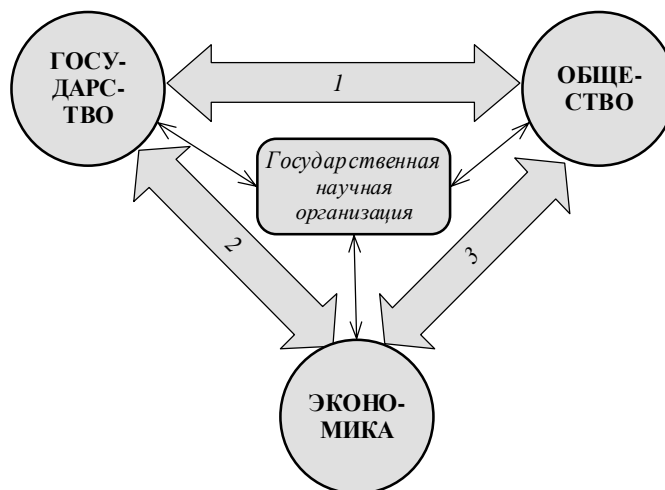 ГОСУ-
ДАРС-
ТВО
1
ОБЩЕ-
СТВО
Государственная
научная
организация
2
3
ЭКОНО-
МИКА